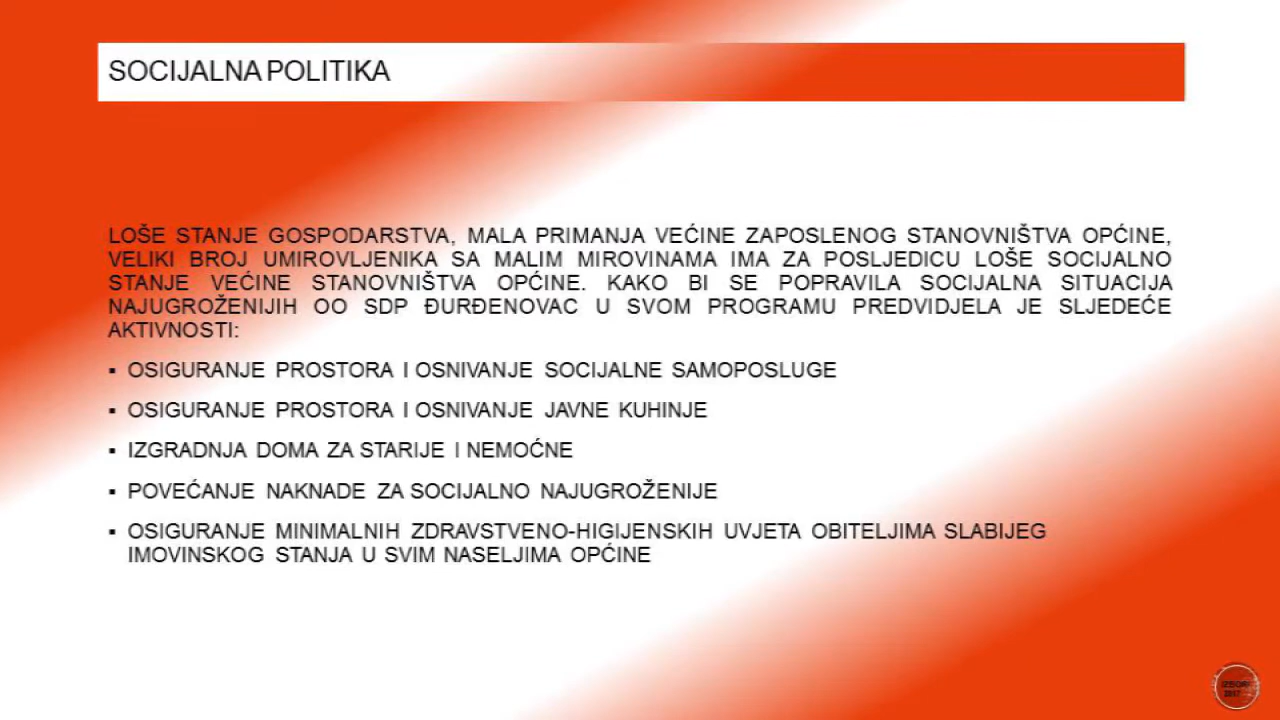 SOCIJALNA POLITIKA
LOŠE STANJE GOSPODARSTVA, MALA PRIMANJA VEĆINE ZAPOSLENOG STANOVNIŠTVA OPĆINE,
VELIKI BROJ UMIROVLJENIKA SA MALIM MIROVINAMA IMA ZA POSLJEDICU LOŠE SOCIJALNO
STANJE VEĆINE STANOVNIŠTVA OPĆINE. KAKO BI SE POPRAVILA SOCIJALNA SITUACIJA
NAJUGROŽENIJIH OO SDP ĐURĐENOVAC U SVOM PROGRAMU PREDVIDJELA JE SLJEDEĆE
AKTIVNOSTI:
▪ OSIGURANJE PROSTORA I OSNIVANJE SOCIJALNE SAMOPOSLUGE
▪ OSIGURANJE PROSTORA I OSNIVANJE JAVNE KUHINJE
▪ IZGRADNJA DOMA ZA STARIJE I NEMOĆNE
▪ POVEĆANJE NAKNADE ZA SOCIJALNO NAJUGROŽENIJE
▪ OSIGURANJE MINIMALNIH ZDRAVSTVENO-HIGIJENSKIH UVJETA OBITELJIMA SLABIJEG
IMOVINSKOG STANJA U SVIM NASELJIMA OPĆINE
IZBORI
2017